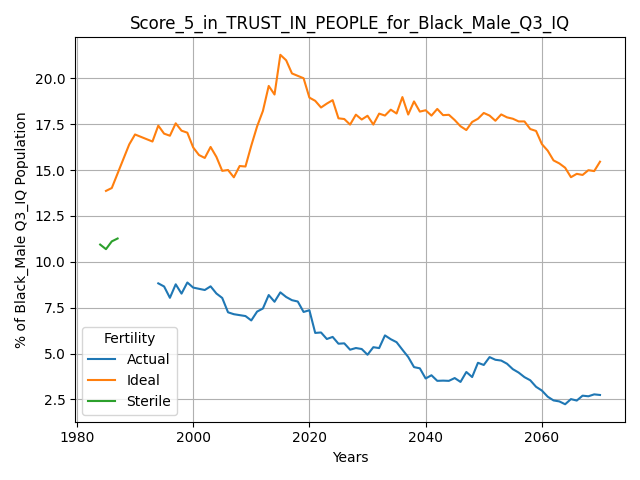 Score_5_in_TRUST_IN_PEOPLE_for_Black_Male_Q3_IQ
% of Black_Male Q3_IQ Population
20.0
17.5
15.0
12.5
10.0
7.5
5.0
2.5
Fertility
Actual
Ideal
Sterile
1980
2000
2020
2040
2060
Years